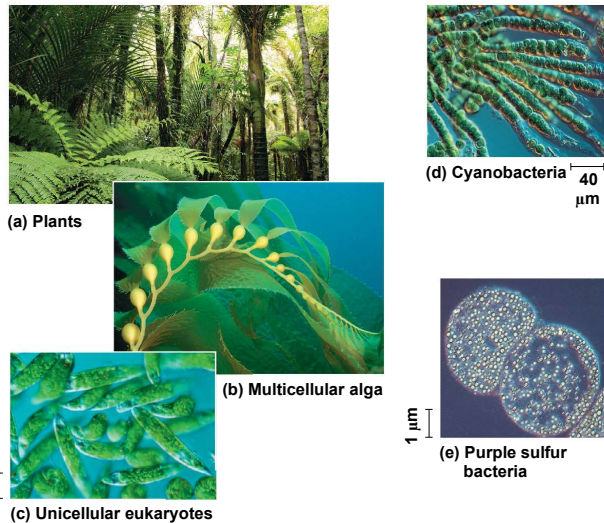 (a) Plants
(b) Multicellular alga
(c) Unicellular eukaryotes
(d) Cyanobacteria
40
μm
1 μm
(e) Purple sulfur
bacteria